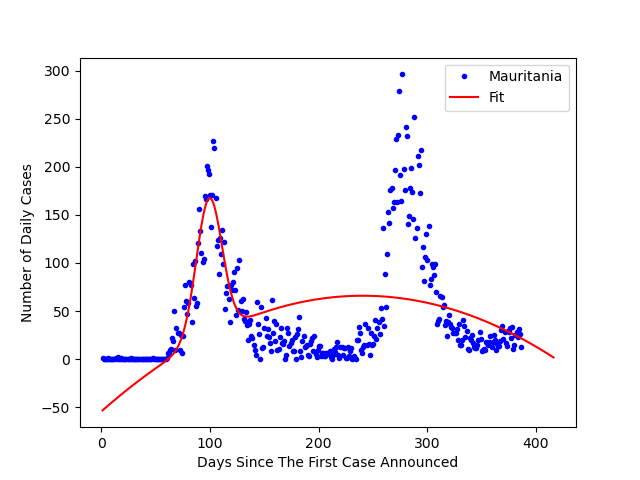 300
250
200
150
100
50
0
−50
0 100 200 300 400
Number of Daily Cases
Days Since The First Case Announced
Mauritania
Fit